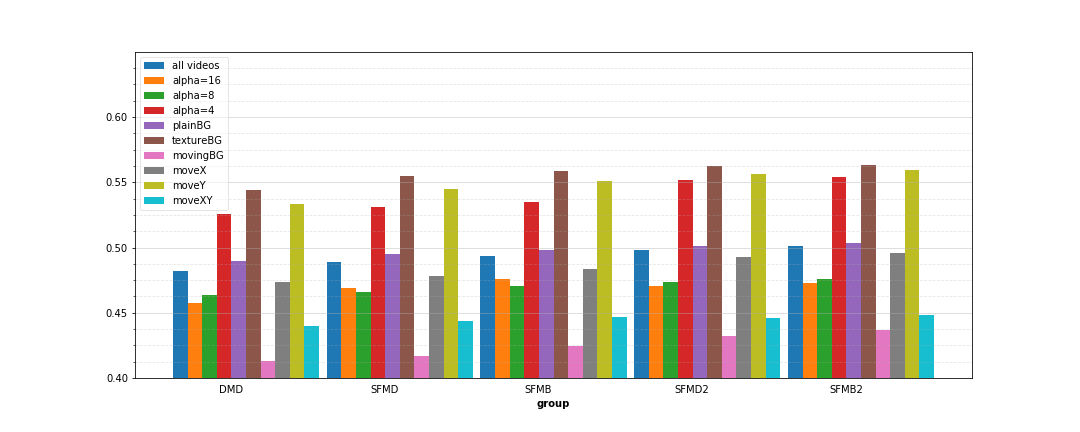 all videos
alpha=16
alpha=8
alpha=4
plainBG
textureBG
movingBG
moveX
moveY
moveXY
0.60
0.55
0.50
0.45
0.40
DMD SFMD SFMB SFMD2 SFMB2
group